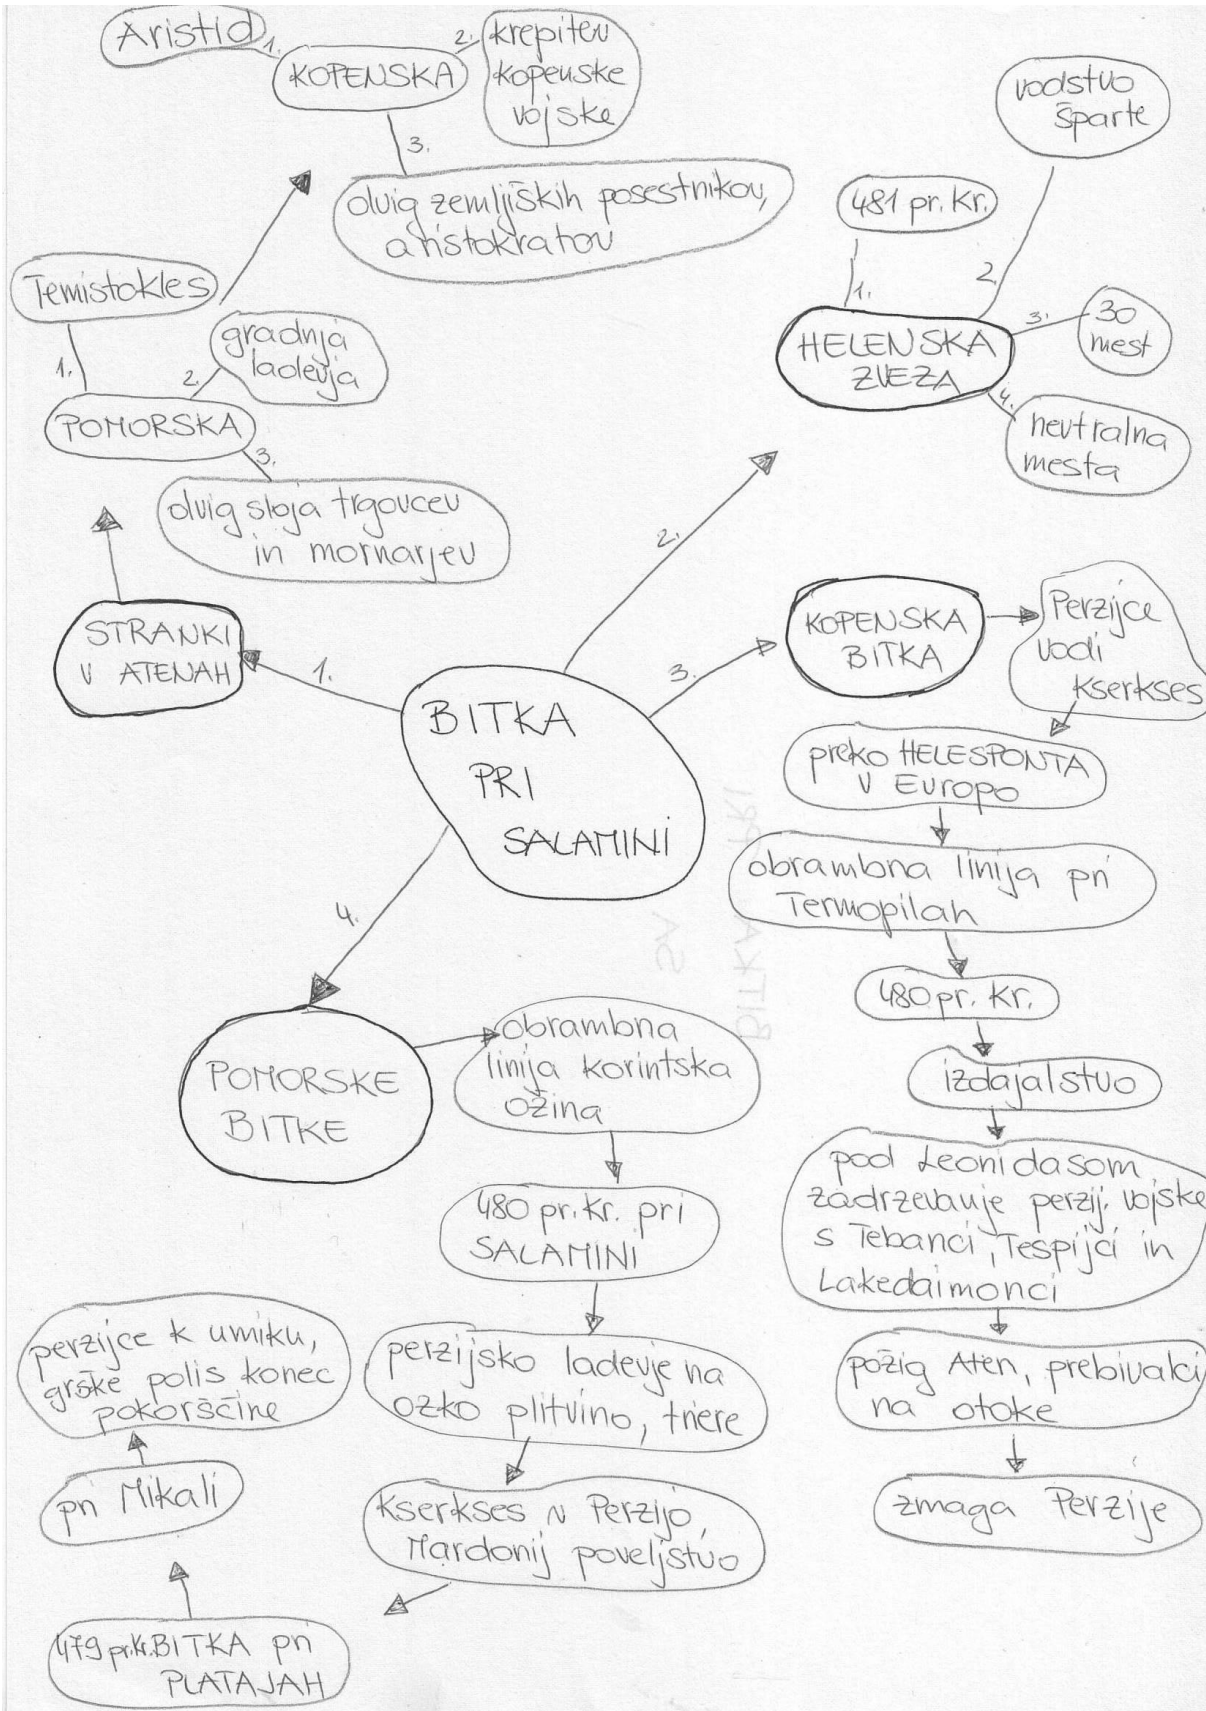 Aristid
1.
KOPENSKA
2.
krepitev
kopenske
vojske
3.
dvig zemljiških posestnikov,
aristokratov
Temistokles
1.
2.
gradnja
ladevja
POMORSKA
3.
dvig sloja trgovcev
in mornarjev
STRANKI
V ATENAH
1.
BITKA
PRI
SALAMINI
2.
HELENSKA
ZVEZA
1.
481 pr. Kr.
2.
vodstvo
Šparte
3.
30
mest
4.
nevtralna
mesta
3.
KOPENSKA
BITKA
Perzijce
vodi
Kserkses
preko HELESPONTA
v Evropo
obrambna linija pri
Termopilah
480 pr. Kr.
izdajalstvo
pod Leonidasom
zadrževanje perzij. vojske
s Tebanci, Tespijci in
Lakedaimonci
požig Aten, prebivalci
na otoke
zmaga Perzije
4.
POMORSKE
BITKE
obrambna
linija korintska
ožina
480 pr. Kr. pri
SALAMINI
perzijsko ladevje na
ozko plitvino, triere
Kserkses v Perzijo,
Mardonij poveljstvo
479 pr. Kr. BITKA pri
PLATAJAH
pri Mikali
perzijce k umiku,
grške polis konec
pokorščine
BITKA PRI
SA